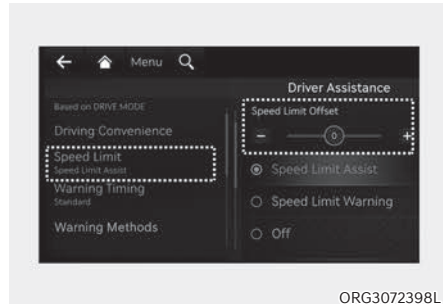 Menu
Driver Assistance
Based on DRIVE MODE
Driving Convenience
Speed Limit
Speed Limit Assist
Warning Timing
Standard
Warning Methods
Speed Limit Offset
- 0 +
Speed Limit Assist
Speed Limit Warning
Off
ORG3072398L